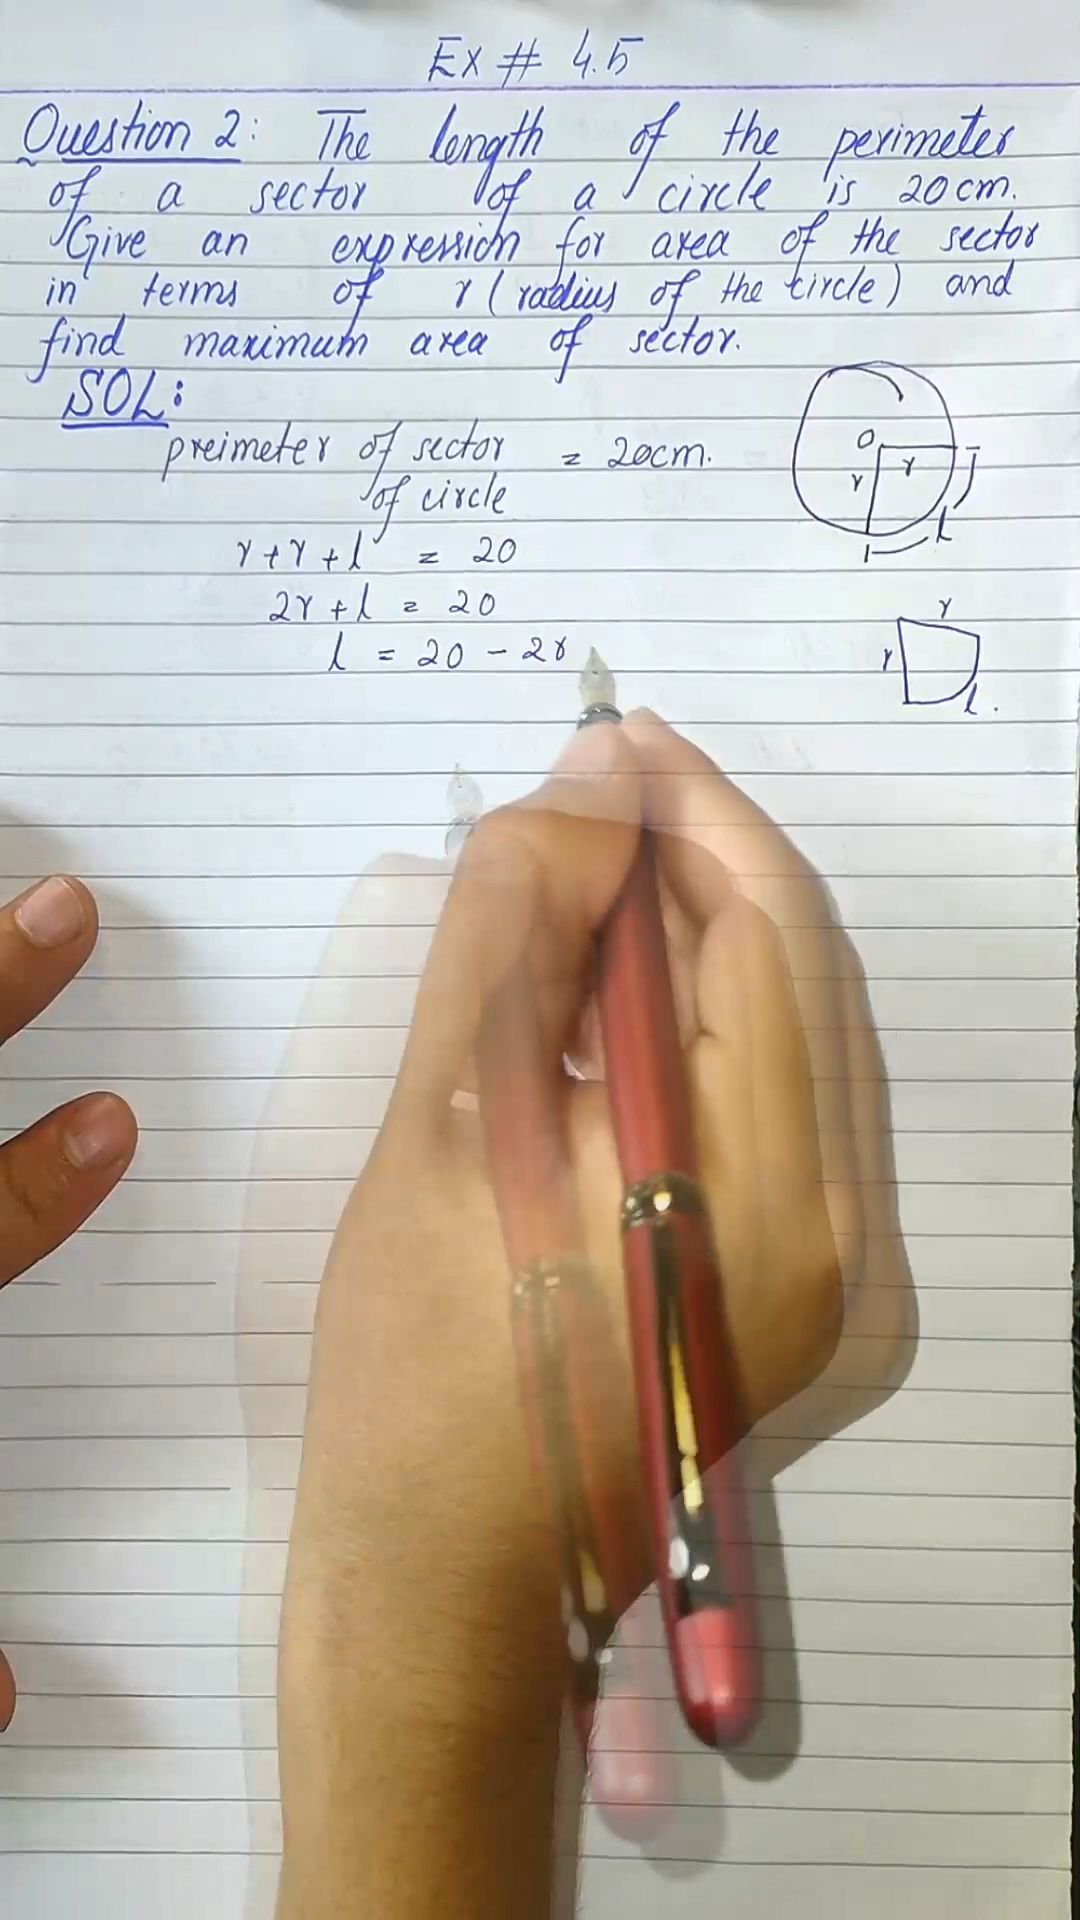 Ex # 4.5
Question 2: The length of the perimeter
of a sector of a circle is 20cm.
Give an expression for area of the sector
in terms of r (radius of the circle) and
find maximum area of sector.
SOL:
preimeter of sector = 20cm.
of circle
r + r + l = 20
2r + l = 20
l = 20 - 2r
O
r
r
l
r
r
l.